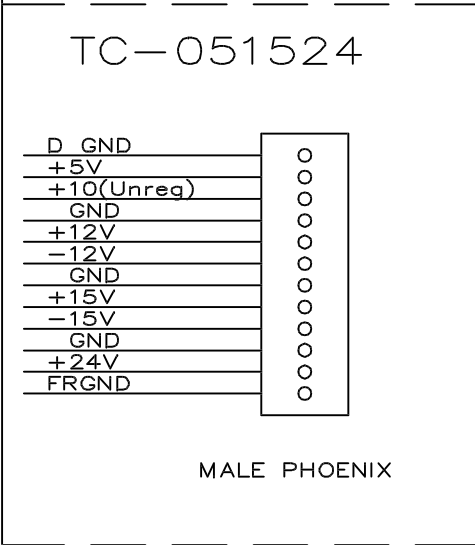 TC-051524
D GND
+5V
+10(Unreg)
GND
+12V
-12V
GND
+15V
-15V
GND
+24V
FRGND
MALE PHOENIX